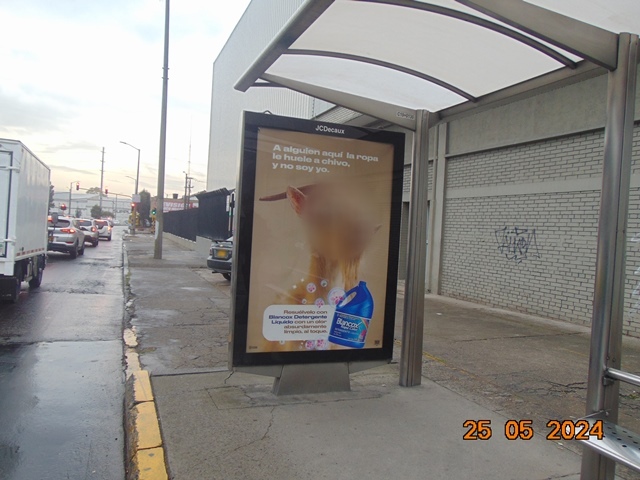 JCDecaux
A alguien aquí la ropa
le huele a chivo,
y no soy yo.
Resuélvelo con
Blancox Detergente
Líquido con un olor
absurdamente
limpio, al toque.
Blancox
25 05 2024